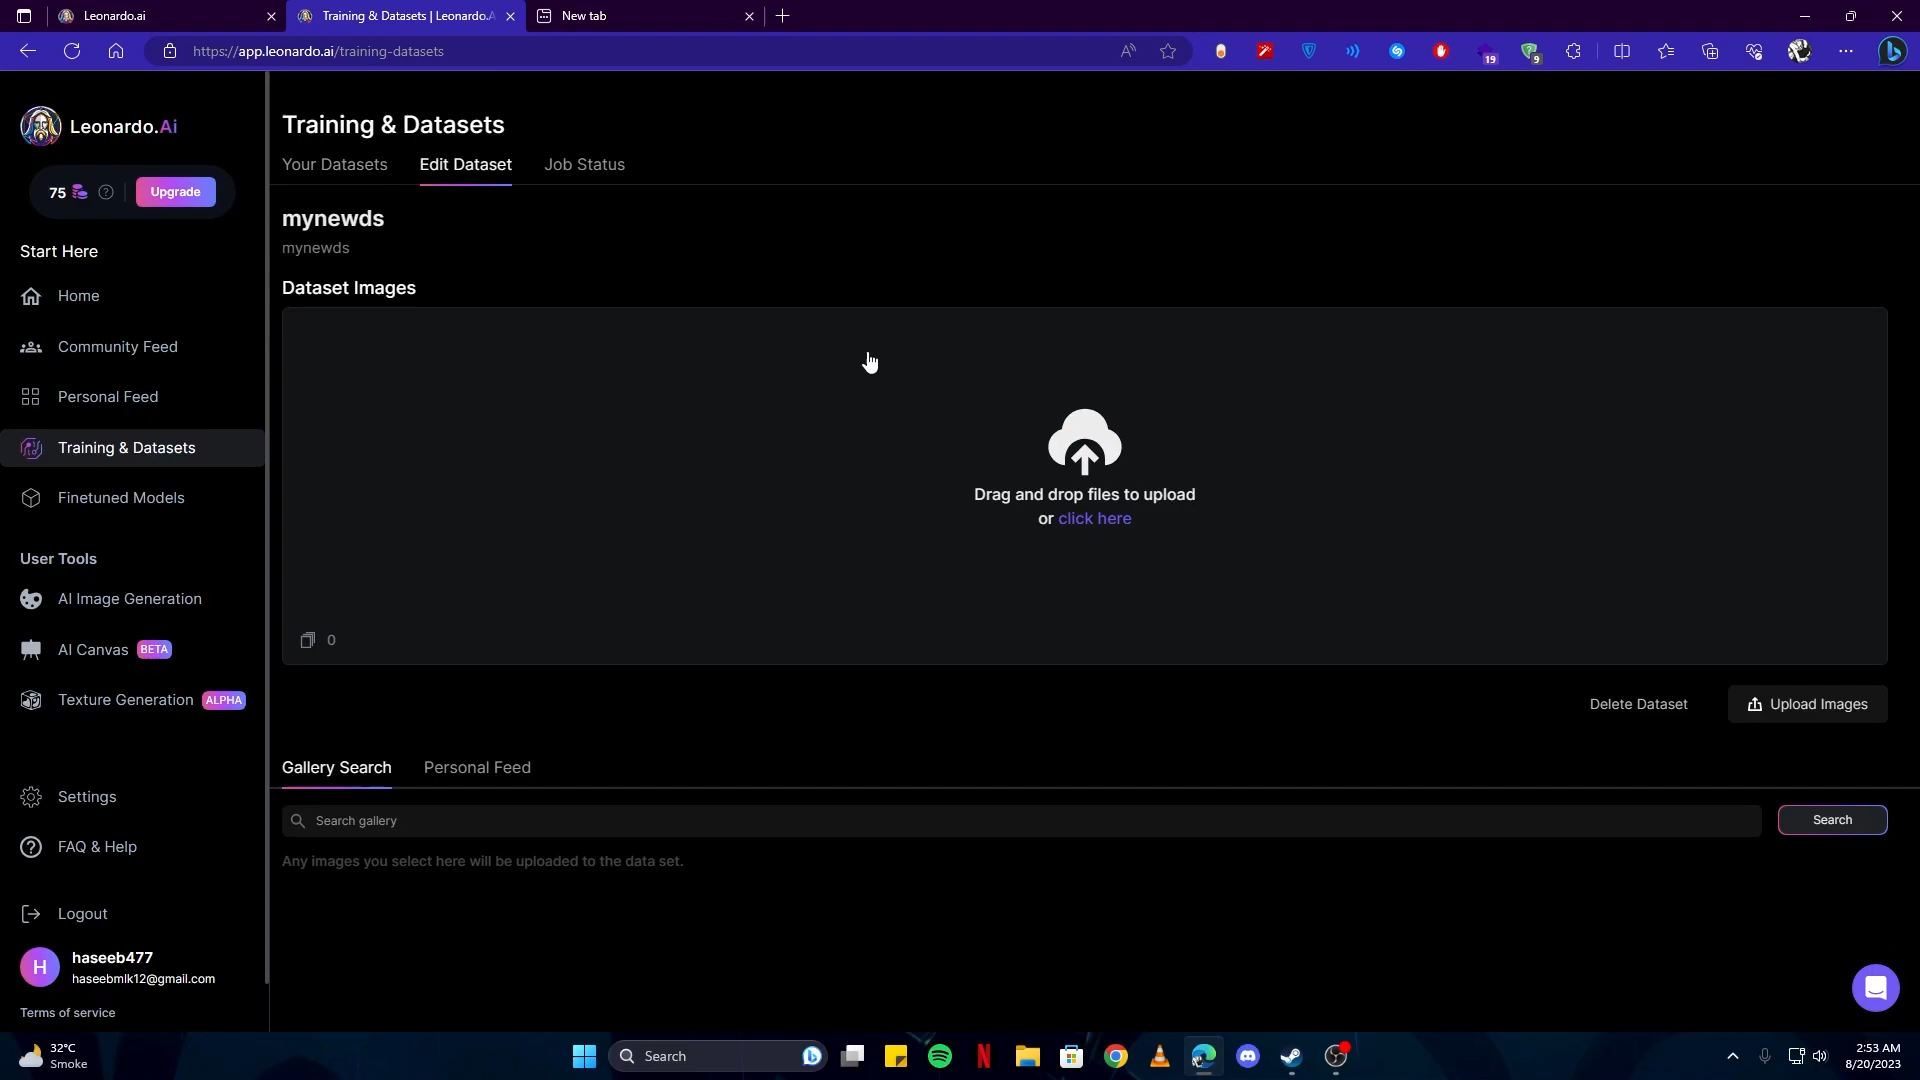 Leonardo.ai
Training & Datasets | Leonardo.A
New tab
https://app.leonardo.ai/training-datasets
19
9
Leonardo.Ai
75
Upgrade
Start Here
Home
Community Feed
Personal Feed
Training & Datasets
Finetuned Models
User Tools
AI Image Generation
AI Canvas BETA
Texture Generation ALPHA
Settings
FAQ & Help
Logout
H
haseeb477
haseebmlk12@gmail.com
Terms of service
Training & Datasets
Your Datasets Edit Dataset Job Status
mynewds
mynewds
Dataset Images
Drag and drop files to upload
or click here
0
Delete Dataset
Upload Images
Gallery Search Personal Feed
Search gallery
Search
Any images you select here will be uploaded to the data set.
32°C
Smoke
Search
2:53 AM
8/20/2023